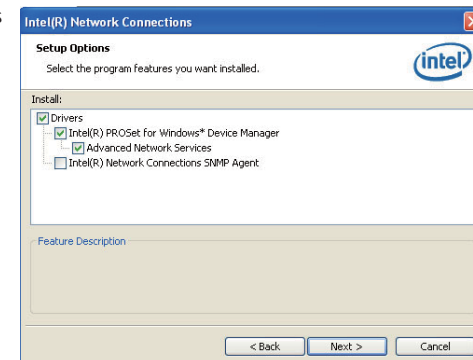 s
Intel(R) Network Connections
Setup Options
Select the program features you want installed.
intel
Install:
Drivers
Intel(R) PROSet for Windows* Device Manager
Advanced Network Services
Intel(R) Network Connections SNMP Agent
Feature Description
< Back Next > Cancel